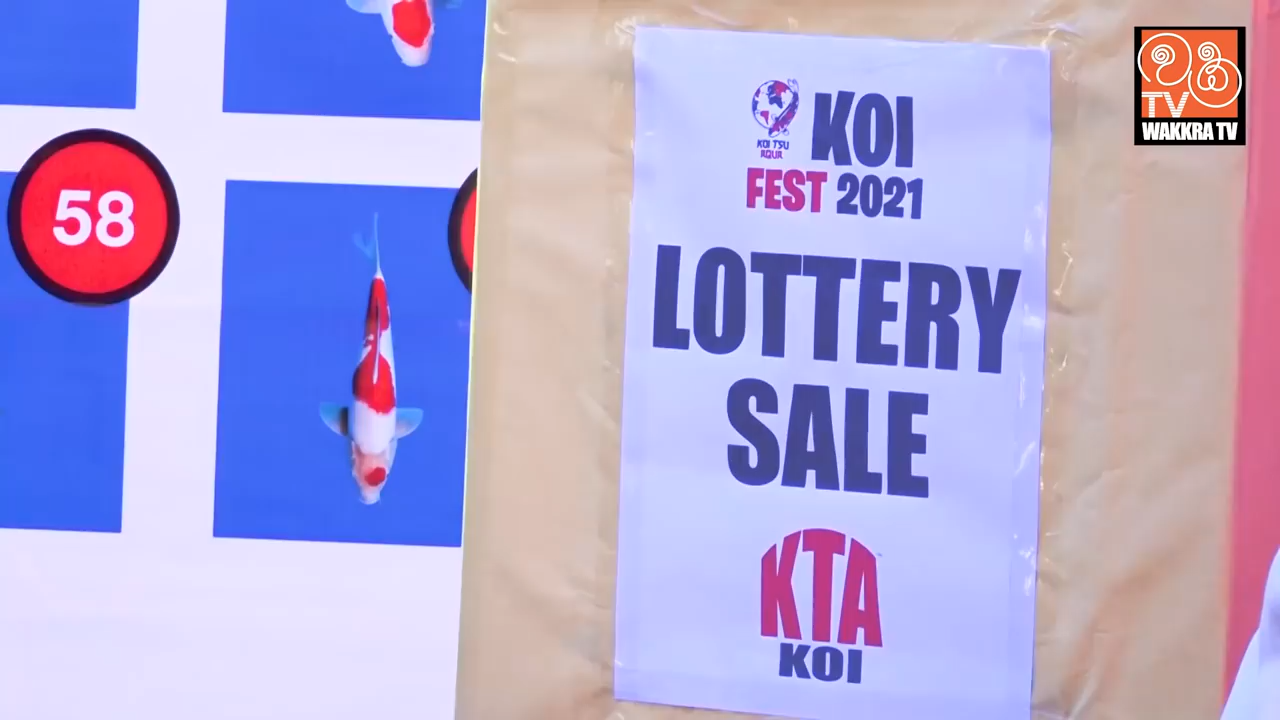 58
KOI TSU
AQUA
KOI
FEST 2021
LOTTERY
SALE
KTA
KOI
TV
WAKKRA TV